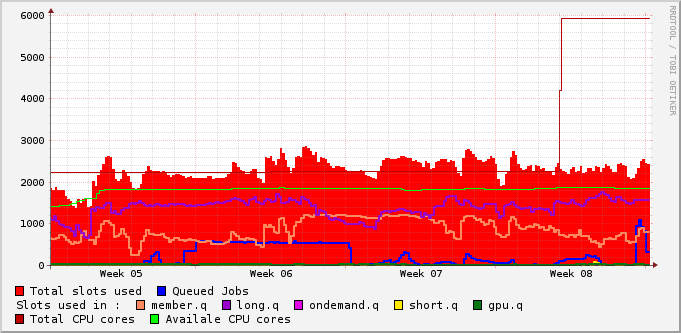 6000
5000
4000
3000
2000
1000
0
Week 05 Week 06 Week 07 Week 08
RRDTOOL / TOBI OETIKER
Total slots used Queued Jobs
Slots used in : member.q long.q ondemand.q short.q gpu.q
Total CPU cores Availale CPU cores